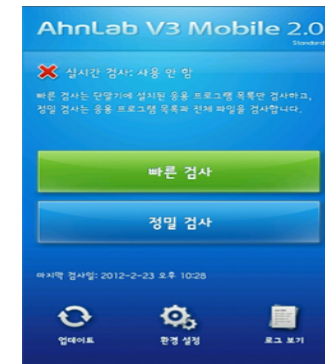 AhnLab V3 Mobile 2.0
Standard
실시간 검사: 사용 안 함
빠른 검사는 단말기에 설치된 응용 프로그램 목록만 검사하고,
정밀 검사는 응용 프로그램 목록과 전체 파일을 검사합니다.
빠른 검사
정밀 검사
마지막 검사일: 2012-2-23 오후 10:28
업데이트 환경 설정 로그 보기